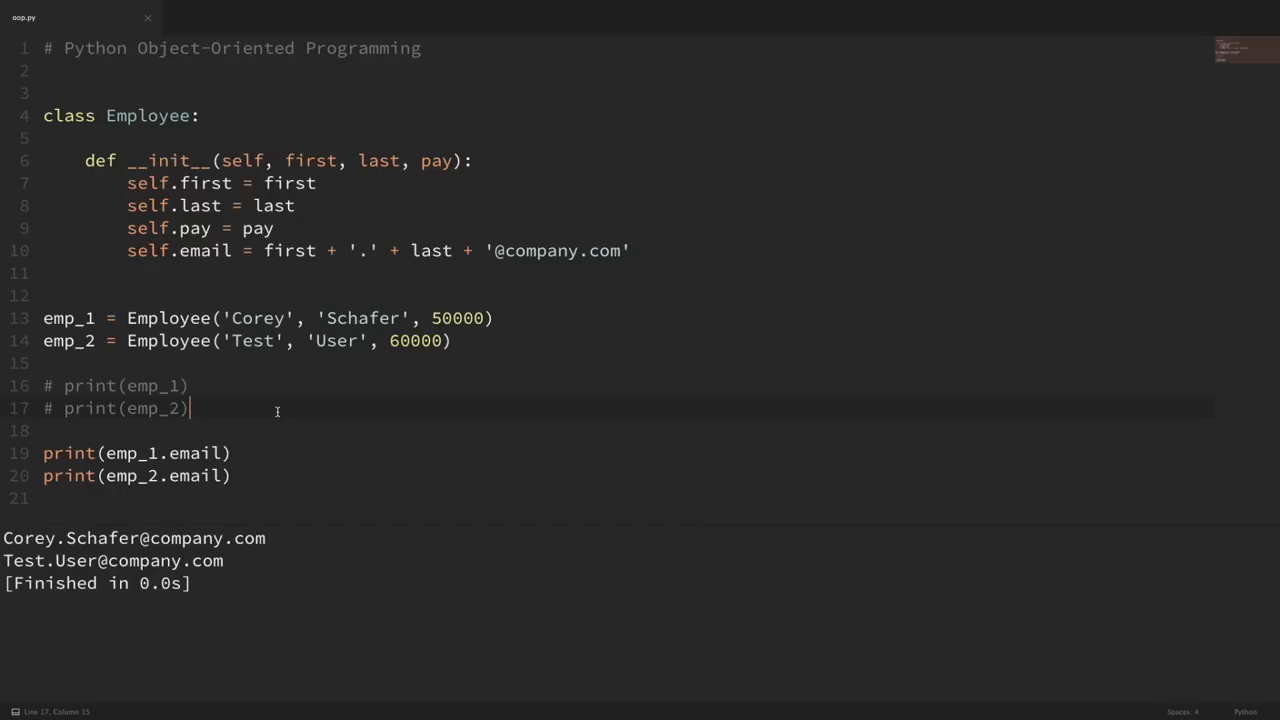 oop.py ×
1 # Python Object-Oriented Programming
2
3
4 class Employee:
5
6     def __init__(self, first, last, pay):
7         self.first = first
8         self.last = last
9         self.pay = pay
10         self.email = first + '.' + last + '@company.com'
11
12
13 emp_1 = Employee('Corey', 'Schafer', 50000)
14 emp_2 = Employee('Test', 'User', 60000)
15
16 # print(emp_1)
17 # print(emp_2)
18
19 print(emp_1.email)
20 print(emp_2.email)
21
Corey.Schafer@company.com
Test.User@company.com
[Finished in 0.0s]
Line 17, Column 15 Spaces: 4 Python